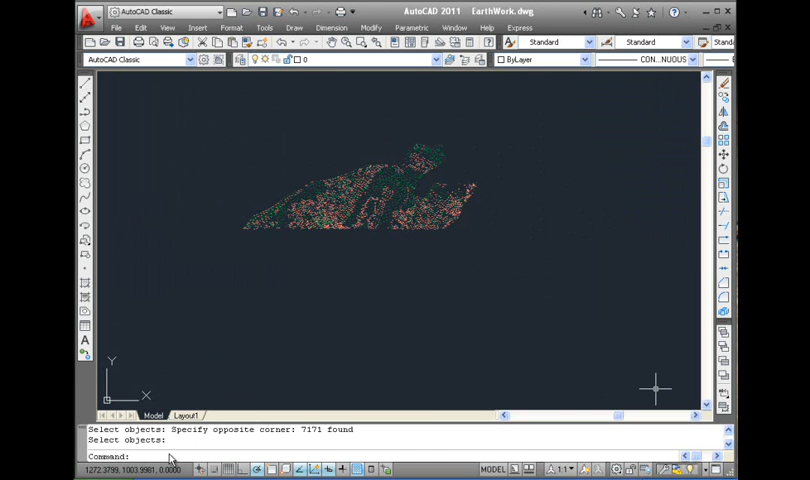 AutoCAD Classic
AutoCAD 2011 EarthWork.dwg
File Edit View Insert Format Tools Draw Dimension Modify Parametric Window Help Express
Standard Standard Stand
AutoCAD Classic 0 ByLayer CON...NUOUS
Y
X
Model Layout1
Select objects: Specify opposite corner: 7171 found
Select objects:
Command:
1272.3799, 1003.9981, 0.0000 MODEL 1:1